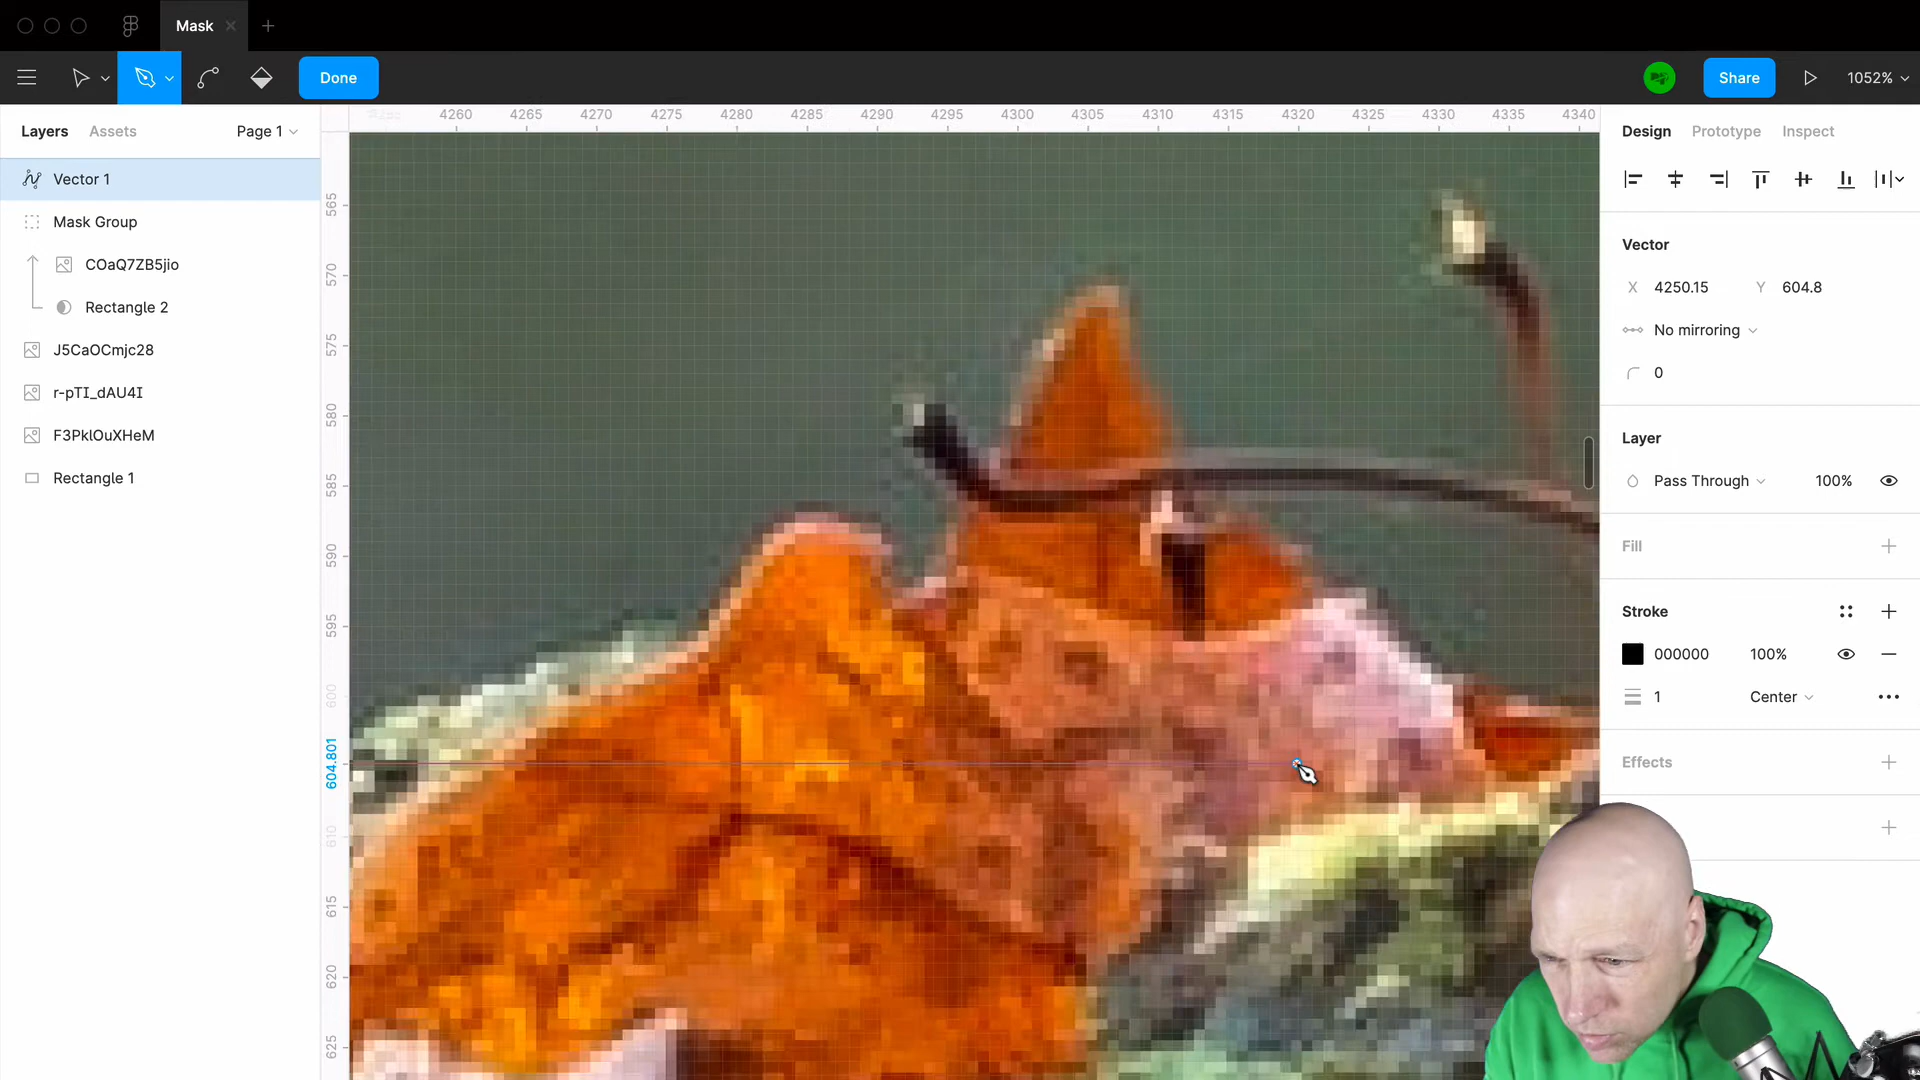 Mask
Done
Share
1052%
Layers
Assets
Page 1
4260 4265 4270 4275 4280 4285 4290 4295 4300 4305 4310 4315 4320 4325 4330 4335 4340
Design
Prototype
Inspect
Vector 1
Mask Group
COaQ7ZB5jio
Rectangle 2
J5CaOCmjc28
r-pTI_dAU4I
F3PklOuXHeM
Rectangle 1
565
570
575
580
585
590
595
600
604.801
610
615
620
625
Vector
X 4250.15 Y 604.8
No mirroring
0
Layer
Pass Through 100%
Fill
Stroke
000000 100%
1 Center
Effects